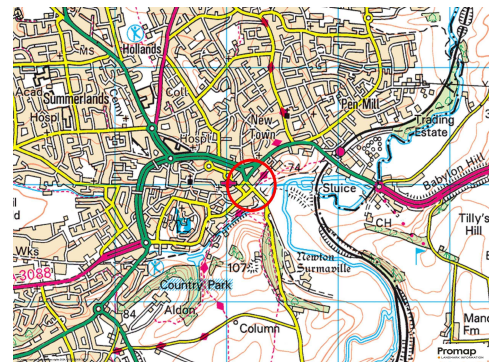 MS
Hollands
Acad
Summerlands
Coll
Cemy
Hospl
Hospl
New
Town
Pen Mill
Trading
Estate
74
Sluice
Babylon Hill
CH
Tilly's
Hill
Wks
3088
107
Newton
Surmaville
Country Park
Aldon
84
Column
Fm
Promap